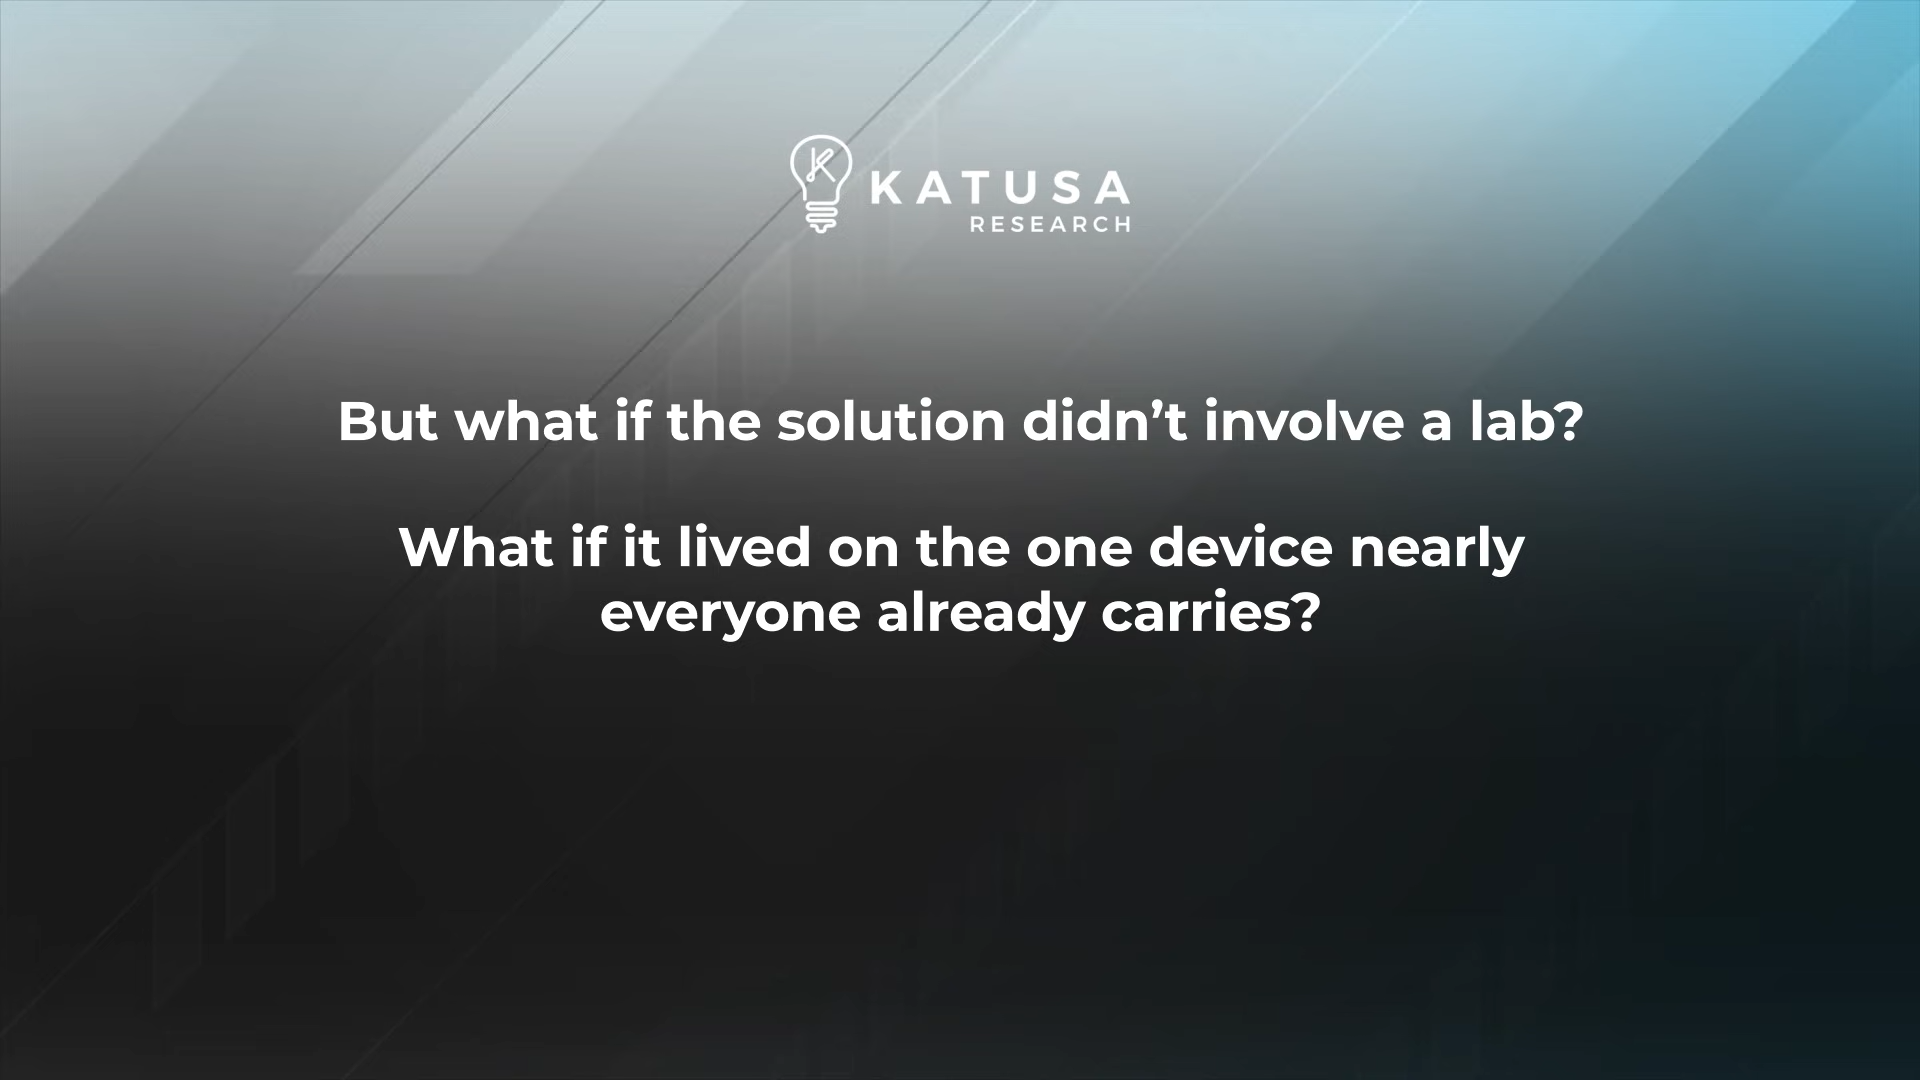 KATUSA
RESEARCH
But what if the solution didn’t involve a lab?
What if it lived on the one device nearly
everyone already carries?